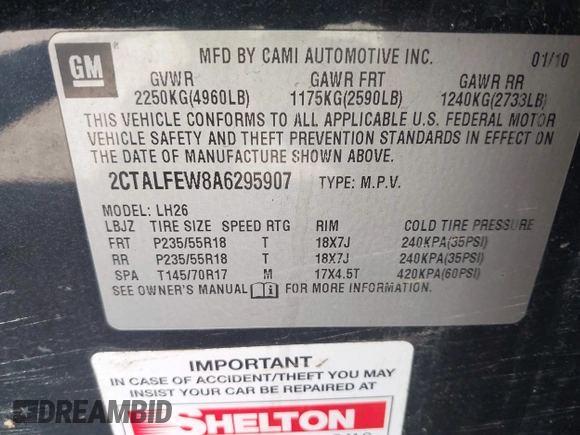 GM
MFD BY CAMI AUTOMOTIVE INC. 01/10
GVWR GAWR FRT GAWR RR
2250KG(4960LB) 1175KG(2590LB) 1240KG(2733LB)
THIS VEHICLE CONFORMS TO ALL APPLICABLE U.S. FEDERAL MOTOR
VEHICLE SAFETY AND THEFT PREVENTION STANDARDS IN EFFECT ON
THE DATE OF MANUFACTURE SHOWN ABOVE.
2CTALFEW8A6295907 TYPE: M.P.V.
MODEL: LH26
LBJZ TIRE SIZE SPEED RTG RIM COLD TIRE PRESSURE
FRT P235/55R18 T 18X7J 240KPA(35PSI)
RR P235/55R18 T 18X7J 240KPA(35PSI)
SPA T145/70R17 M 17X4.5T 420KPA(60PSI)
SEE OWNER'S MANUAL i FOR MORE INFORMATION.
IMPORTANT
IN CASE OF ACCIDENT/THEFT YOU MAY
INSIST YOUR CAR BE REPAIRED AT
SHELTON
DREAMBID